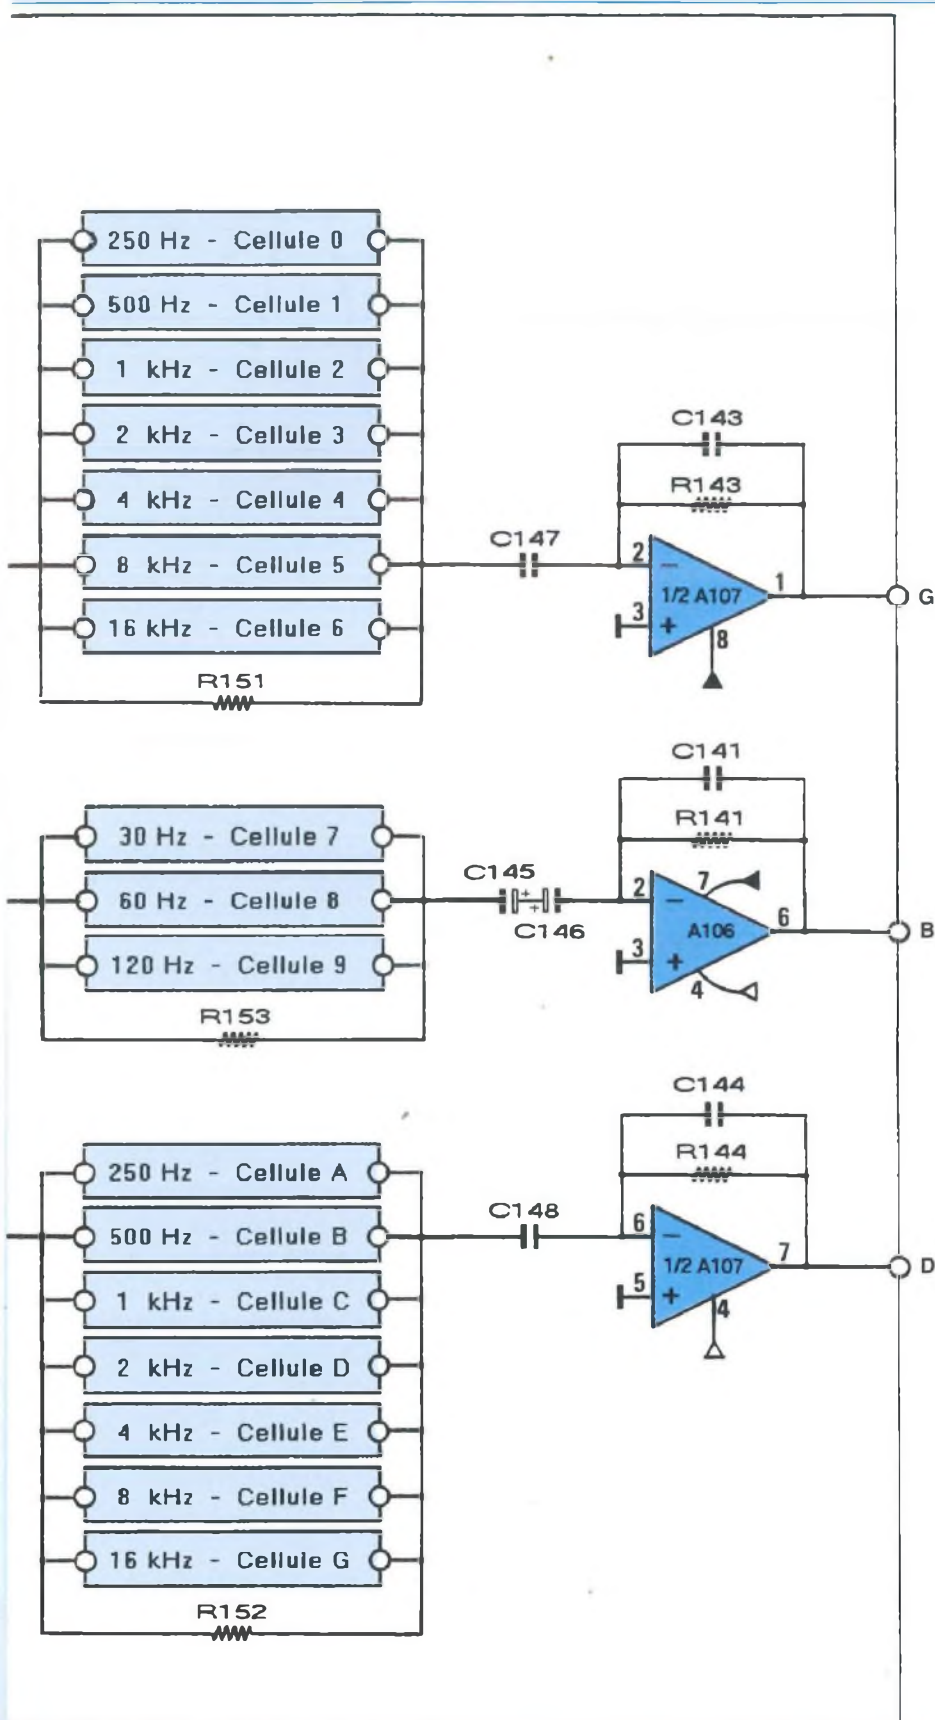 250 Hz - Cellule 0
500 Hz - Cellule 1
1 kHz - Cellule 2
2 kHz - Cellule 3
4 kHz - Cellule 4
8 kHz - Cellule 5
16 kHz - Cellule 6
R151
C147
C143
R143
2
1/2 A107
1
G
3
8
30 Hz - Cellule 7
60 Hz - Cellule 8
120 Hz - Cellule 9
R153
C145
C146
C141
R141
2
7
A106
6
B
3
4
250 Hz - Cellule A
500 Hz - Cellule B
1 kHz - Cellule C
2 kHz - Cellule D
4 kHz - Cellule E
8 kHz - Cellule F
16 kHz - Cellule G
R152
C148
C144
R144
6
1/2 A107
7
D
5
4